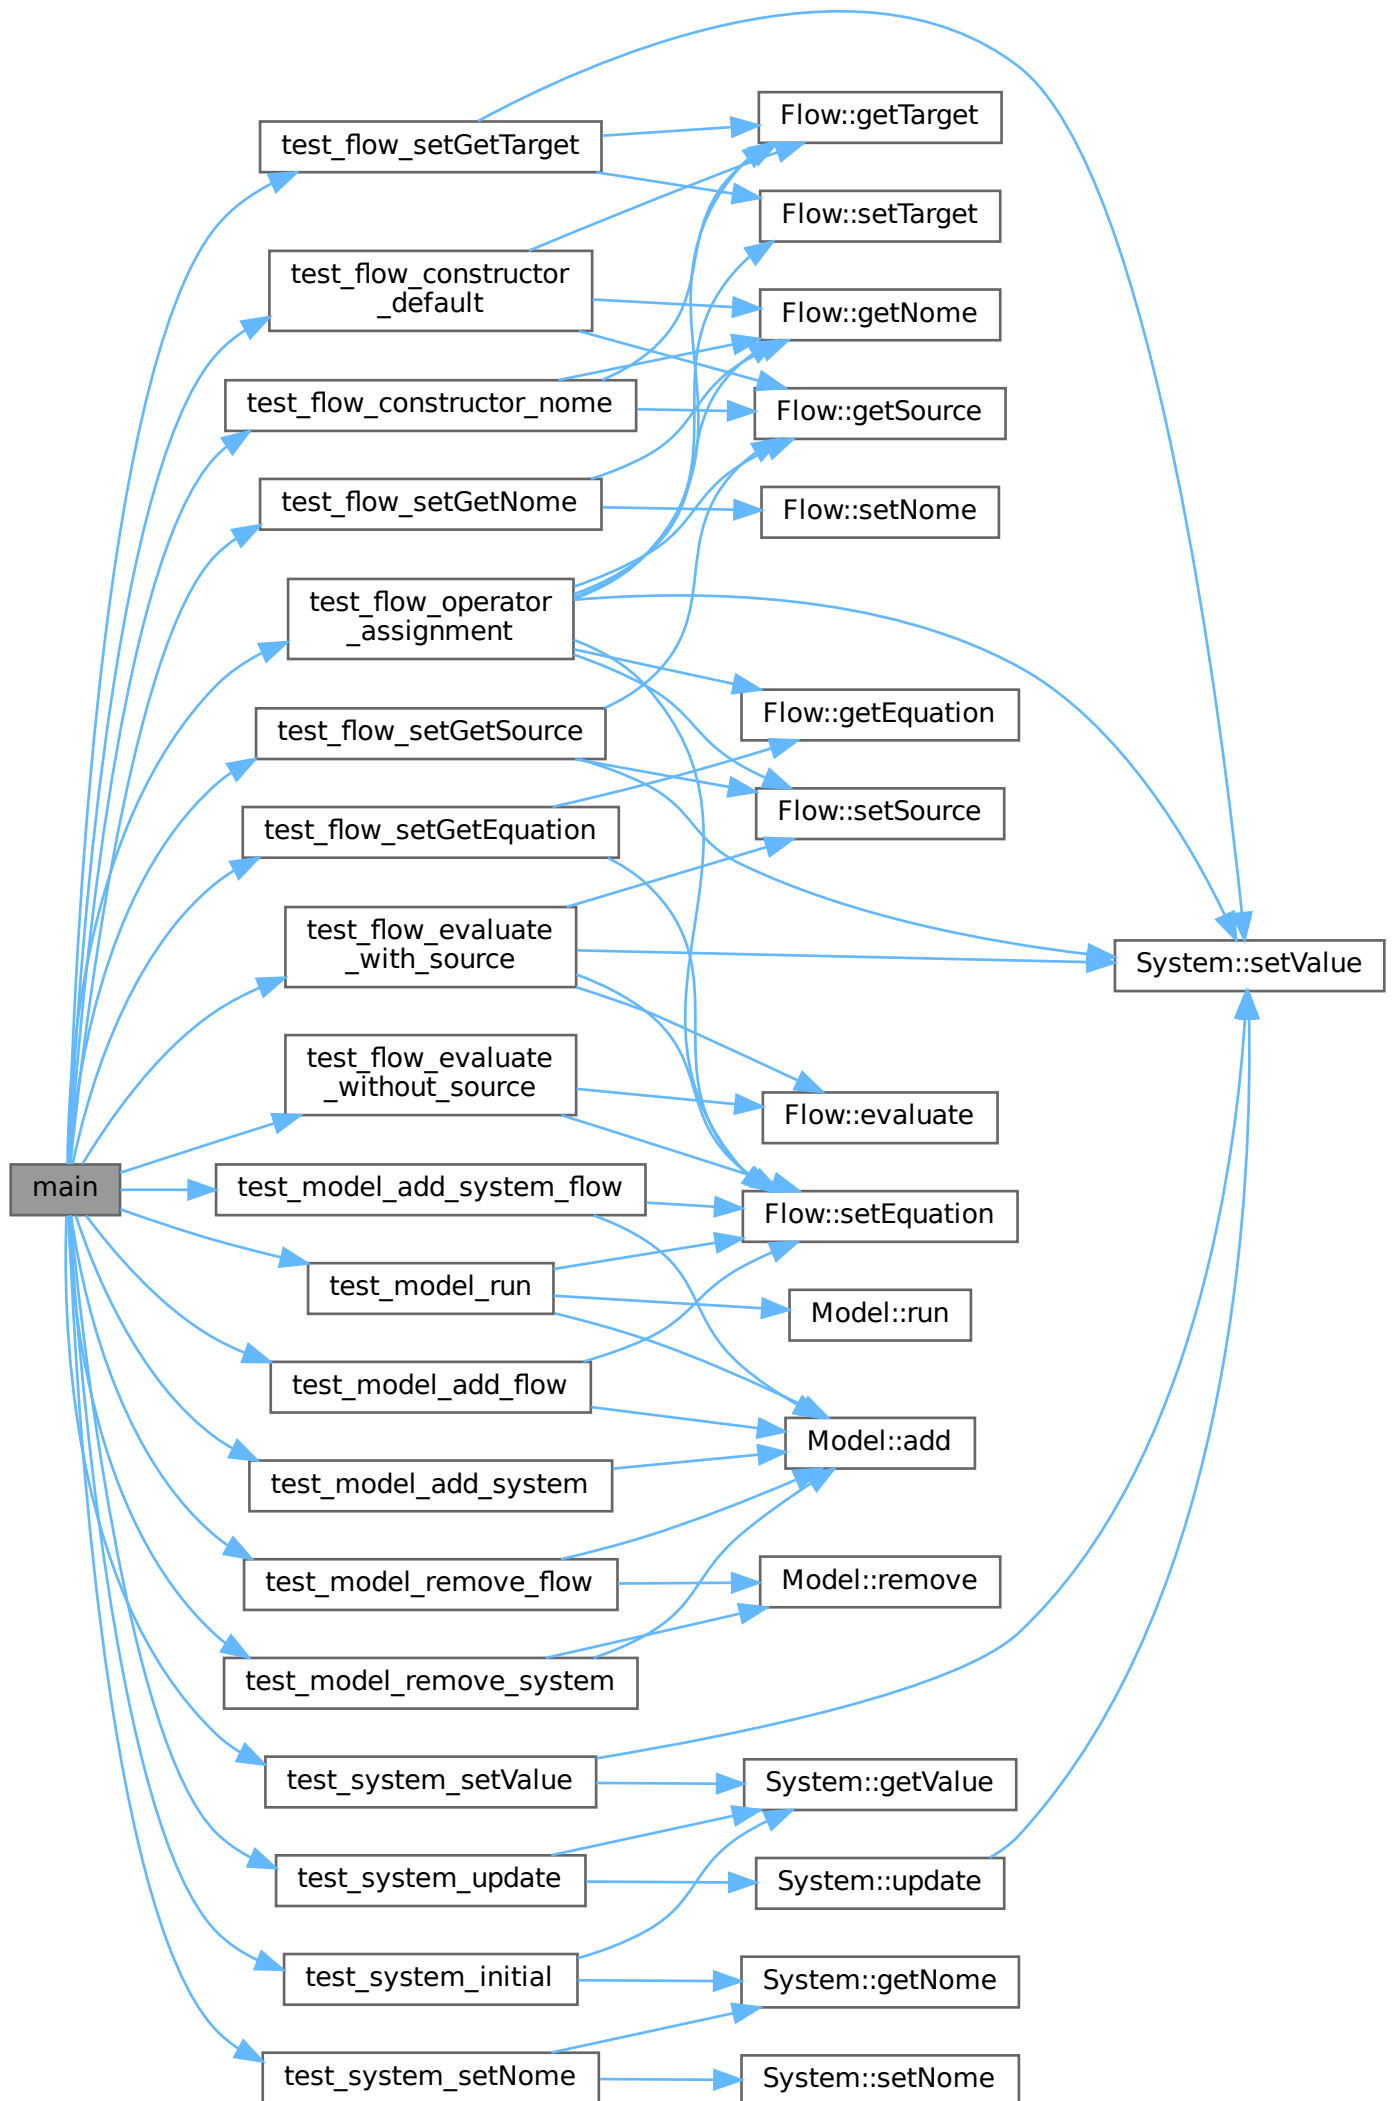 main
test_flow_setGetTarget
test_flow_constructor
_default
test_flow_constructor_nome
test_flow_setGetNome
test_flow_operator
_assignment
test_flow_setGetSource
test_flow_setGetEquation
test_flow_evaluate
_with_source
test_flow_evaluate
_without_source
test_model_add_system_flow
test_model_run
test_model_add_flow
test_model_add_system
test_model_remove_flow
test_model_remove_system
test_system_setValue
test_system_update
test_system_initial
test_system_setNome
Flow::getTarget
Flow::setTarget
Flow::getNome
Flow::getSource
Flow::setNome
Flow::getEquation
Flow::setSource
Flow::evaluate
Flow::setEquation
Model::run
Model::add
Model::remove
System::getValue
System::update
System::getNome
System::setNome
System::setValue